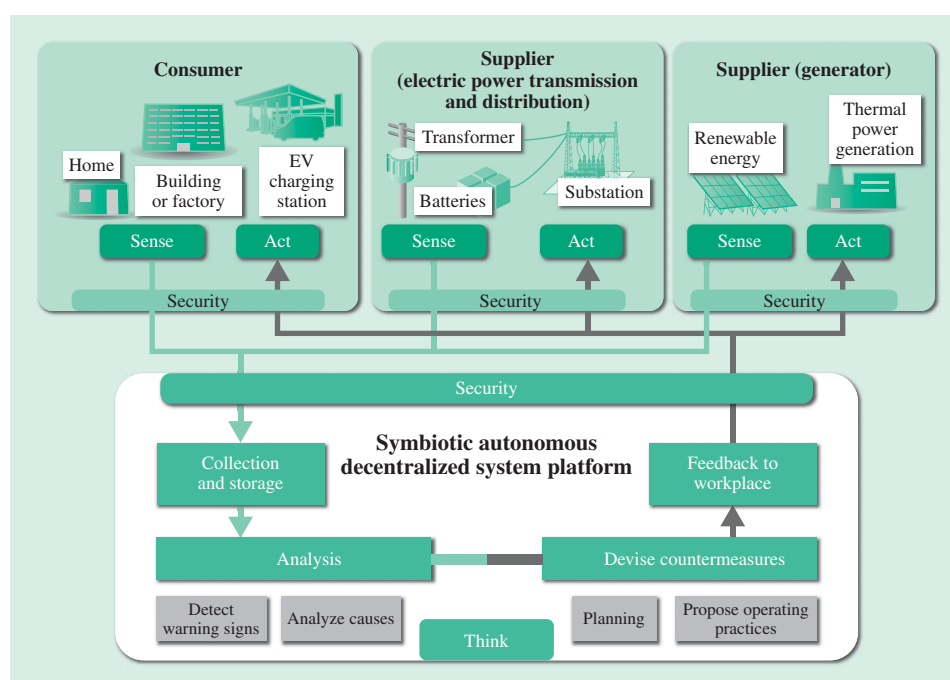 Consumer
Home
Building
or factory
EV
charging
station
Sense
Act
Security
Supplier
(electric power transmission
and distribution)
Transformer
Batteries
Substation
Sense
Act
Security
Supplier (generator)
Renewable
energy
Thermal
power
generation
Sense
Act
Security
Security
Symbiotic autonomous
decentralized system platform
Collection
and storage
Feedback to
workplace
Analysis
Devise countermeasures
Detect
warning signs
Analyze causes
Planning
Propose operating
practices
Think